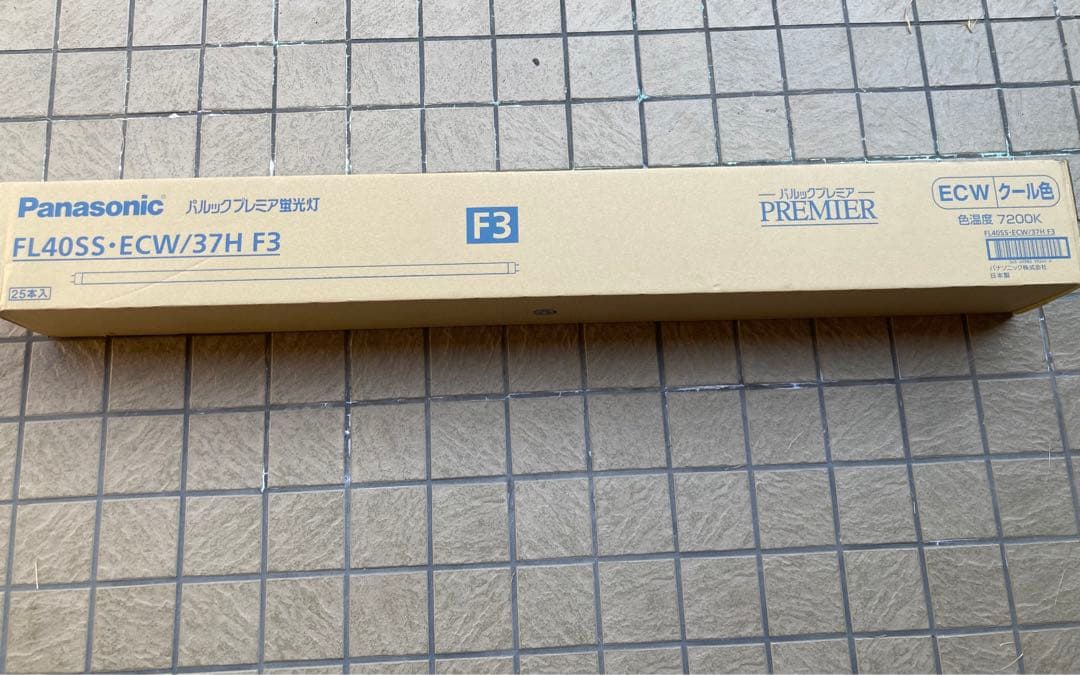 Panasonic パルックプレミア蛍光灯
FL40SS・ECW/37H F3
25本入
F3
パルックプレミア
PREMIER
ECW クール色
色温度 7200K
FL40SS・ECW/37H F3
パナソニック株式会社
日本製